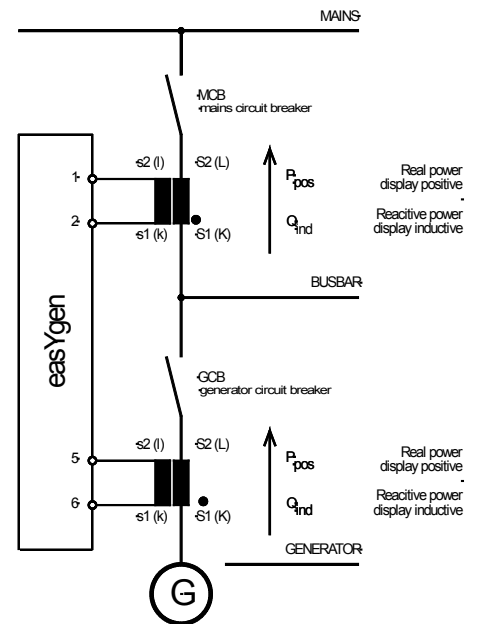 MAINS
MCB
mains circuit breaker
s2 (l) S2 (L)
1
P pos
Real power
display positive
2
Q ind
Reacitive power
display inductive
s1 (k) S1 (K)
BUSBAR
easYgen
GCB
generator circuit breaker
s2 (l) S2 (L)
5
P pos
Real power
display positive
6
Q ind
Reacitive power
display inductive
s1 (k) S1 (K)
GENERATOR
G